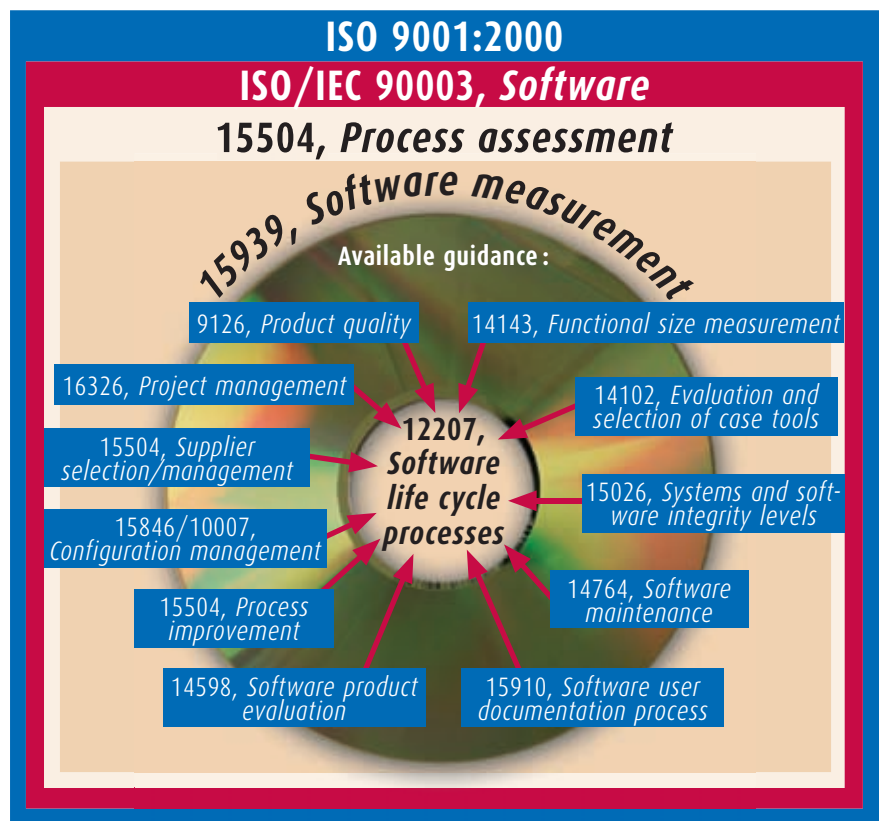 ISO 9001:2000
ISO/IEC 90003, Software
15504, Process assessment
15939, Software measurement
Available guidance :
9126, Product quality
14143, Functional size measurement
16326, Project management
14102, Evaluation and
selection of case tools
15504, Supplier
selection/management
12207,
Software
life cycle
processes
15026, Systems and soft-
ware integrity levels
15846/10007,
Configuration management
15504, Process
improvement
14764, Software
maintenance
14598, Software product
evaluation
15910, Software user
documentation process